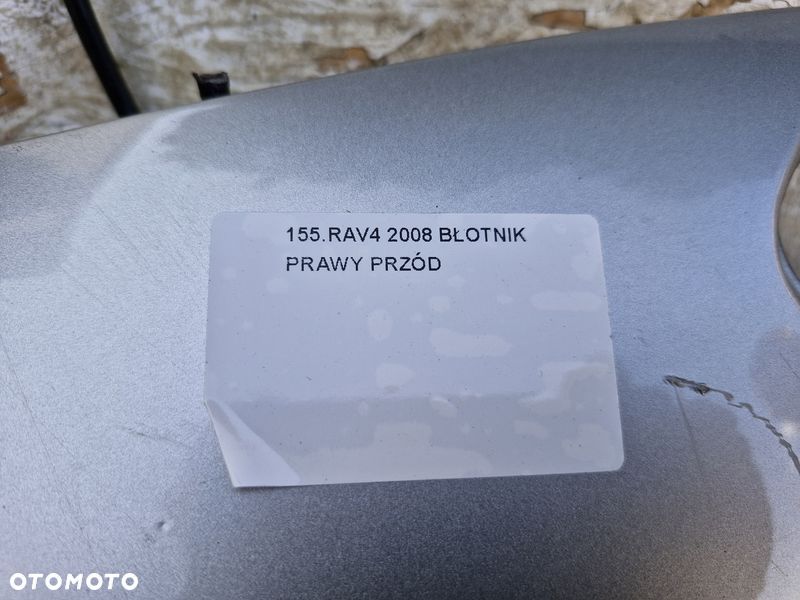 155.RAV4 2008 BŁOTNIK
PRAWY PRZÓD
OTOMOTO